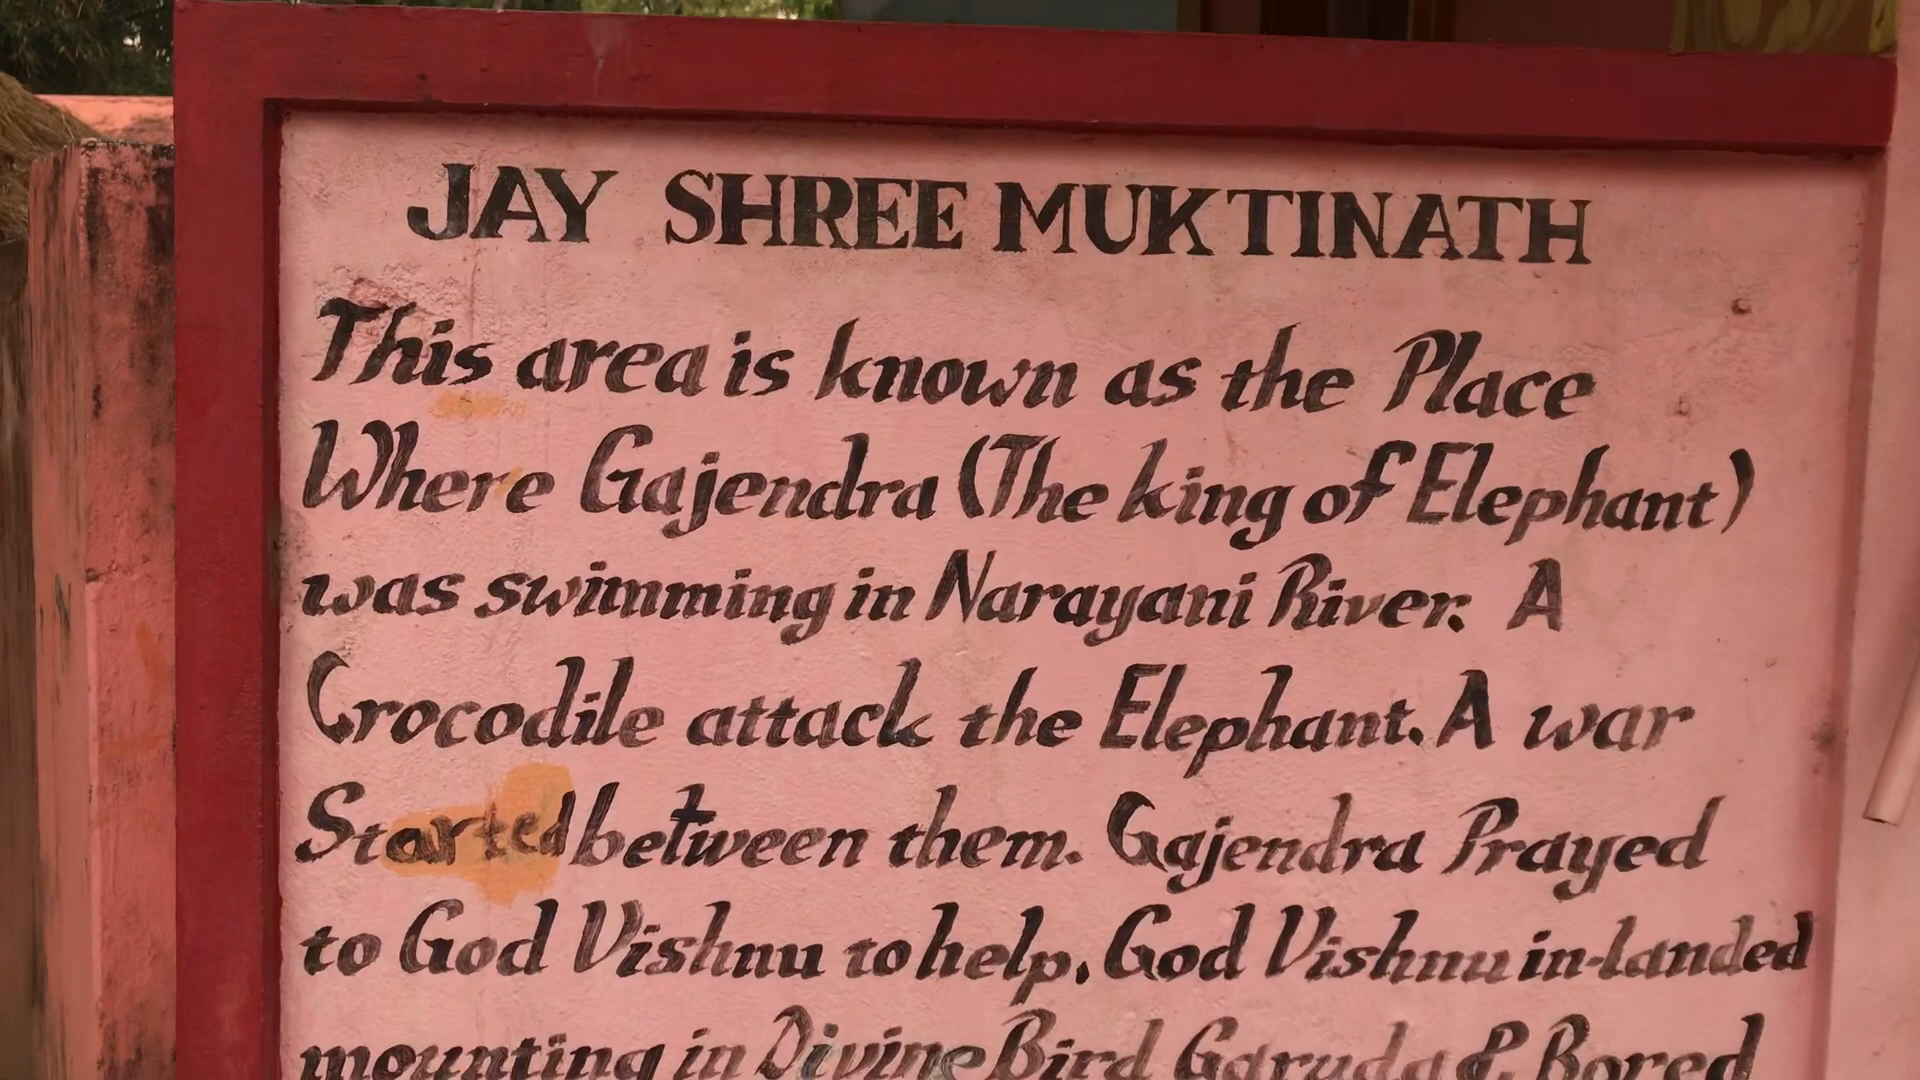 JAY SHREE MUKTINATH
This area is known as the Place
Where Gajendra (The king of Elephant)
was swimming in Narayani River. A
Crocodile attack the Elephant. A war
Started between them. Gajendra Prayed
to God Vishnu to help. God Vishnu in-landed
mounting in Divine Bird Garuda & Bored